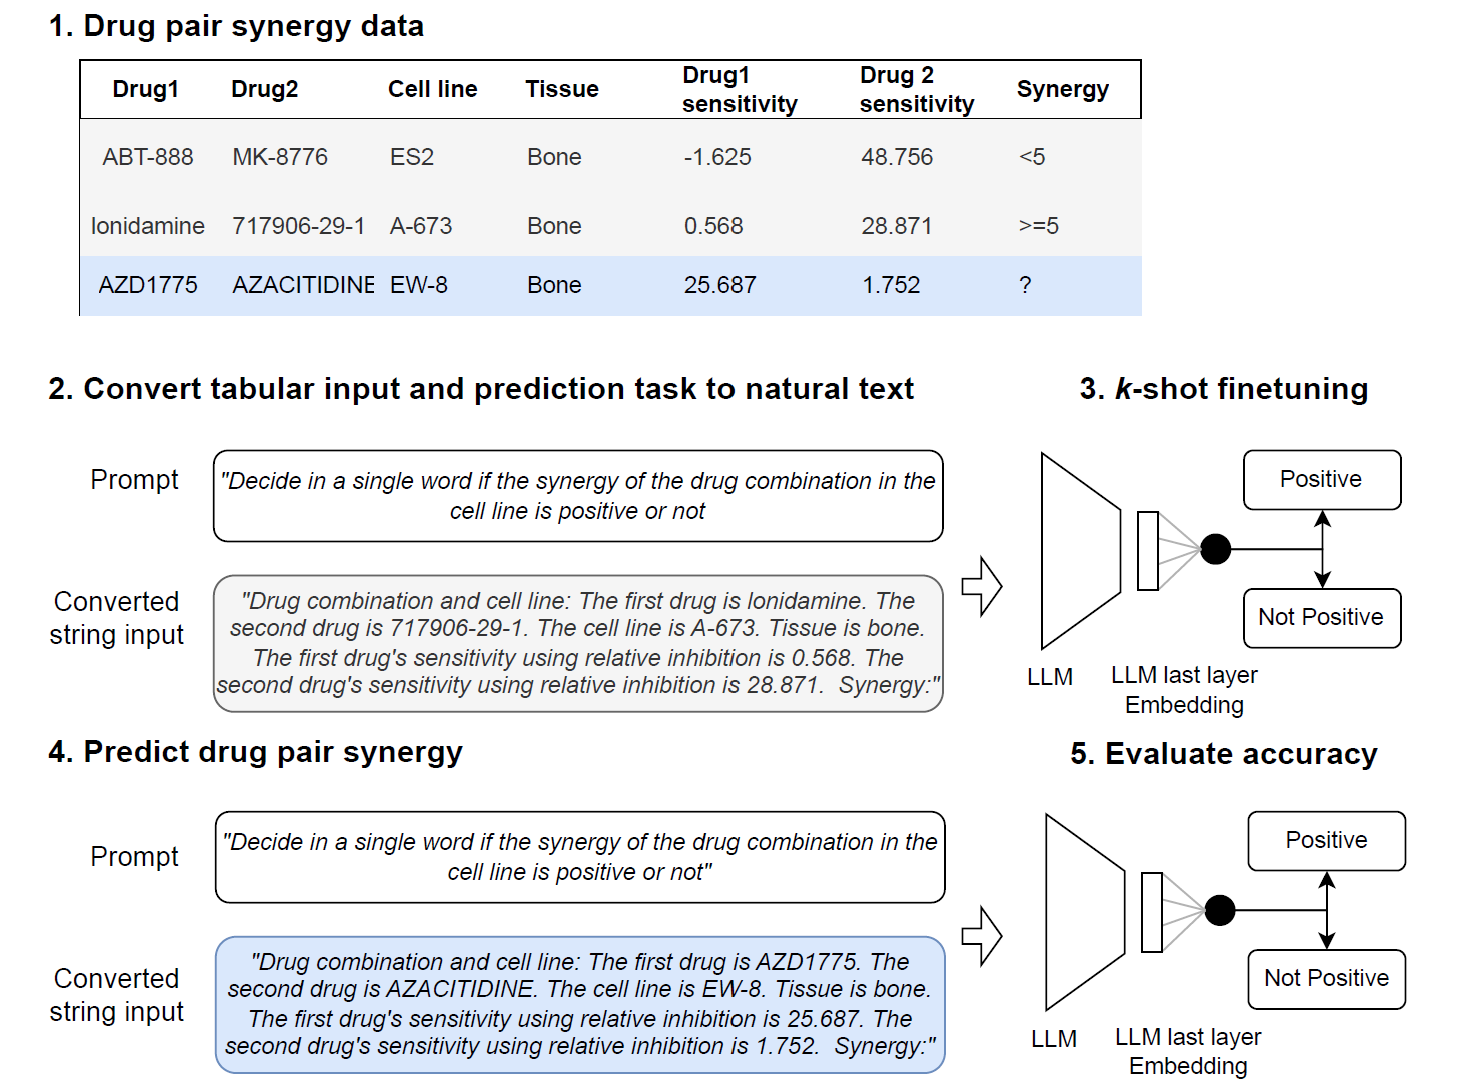 1. Drug pair synergy data
Drug1 Drug2 Cell line Tissue Drug1 sensitivity Drug 2 sensitivity Synergy
ABT-888 MK-8776 ES2 Bone -1.625 48.756 <5
lonidamine 717906-29-1 A-673 Bone 0.568 28.871 >=5
AZD1775 AZACITIDINE EW-8 Bone 25.687 1.752 ?
2. Convert tabular input and prediction task to natural text
Prompt
"Decide in a single word if the synergy of the drug combination in the
cell line is positive or not
Converted
string input
"Drug combination and cell line: The first drug is lonidamine. The
second drug is 717906-29-1. The cell line is A-673. Tissue is bone.
The first drug's sensitivity using relative inhibition is 0.568. The
second drug's sensitivity using relative inhibition is 28.871. Synergy:"
3. k-shot finetuning
Positive
Not Positive
LLM
LLM last layer
Embedding
4. Predict drug pair synergy
Prompt
"Decide in a single word if the synergy of the drug combination in the
cell line is positive or not"
Converted
string input
"Drug combination and cell line: The first drug is AZD1775. The
second drug is AZACITIDINE. The cell line is EW-8. Tissue is bone.
The first drug's sensitivity using relative inhibition is 25.687. The
second drug's sensitivity using relative inhibition is 1.752. Synergy:"
5. Evaluate accuracy
Positive
Not Positive
LLM
LLM last layer
Embedding